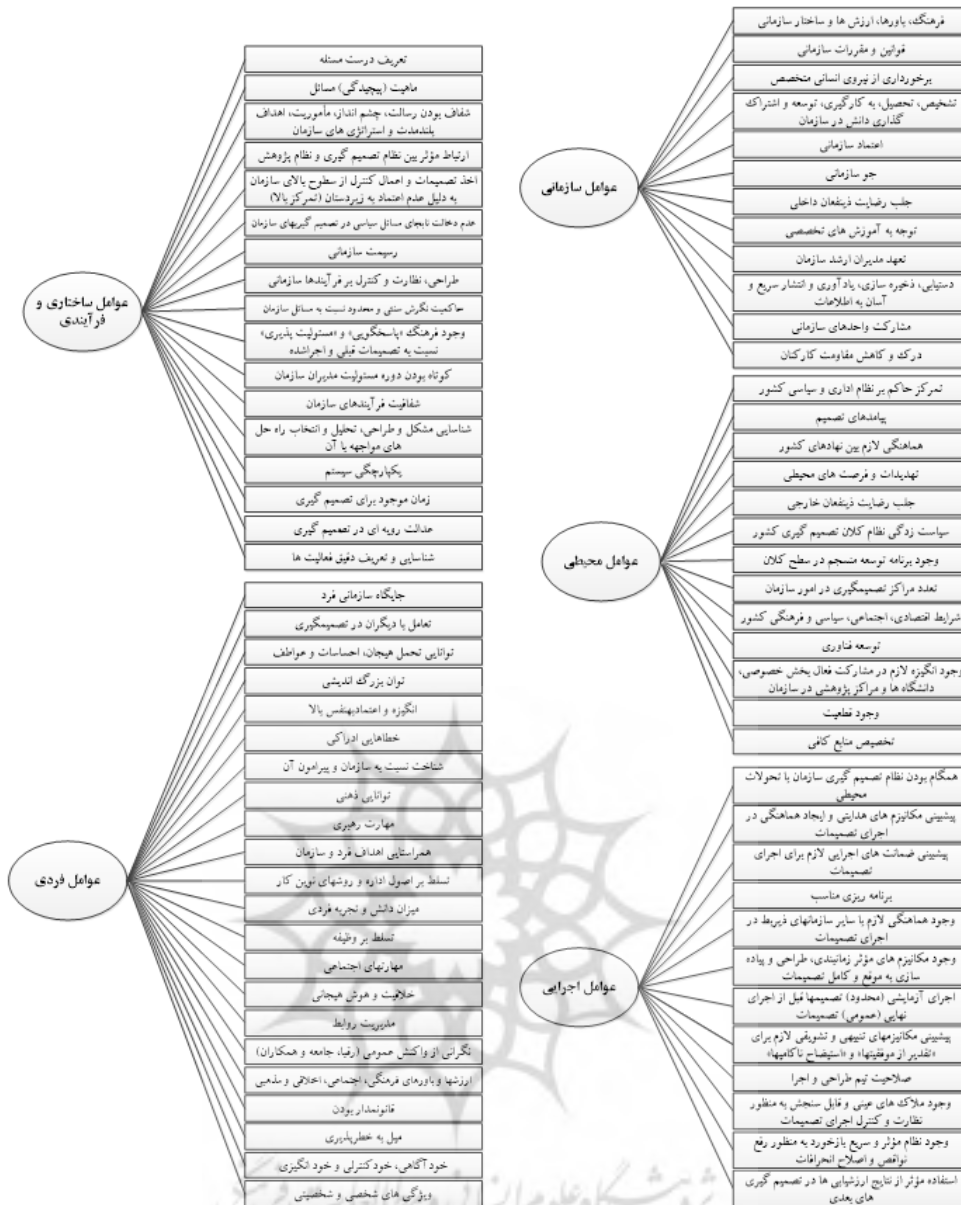 فرهنگ، باورها، ارزش ها و ساختار سازمانی
قوانین و مقررات سازمانی
برخورداری از نیروی انسانی متخصص
تشخیص، تحصیل، به کارگیری، توسعه و اشتراک
گذاری دانش در سازمان
اعتماد سازمانی
جو سازمانی
جلب رضایت ذینفعان داخلی
توجه به آموزش های تخصصی
تعهد مدیران ارشد سازمان
دستیابی، ذخیره سازی، یادآوری و انتشار سریع و
آسان به اطلاعات
مشارکت واحدهای سازمانی
درک و کاهش مقاومت کارکنان
عوامل سازمانی
تمرکز حاکم بر نظام اداری و سیاسی کشور
پیامدهای تصمیم
هماهنگی لازم بین نهادهای کشور
تهدیدات و فرصت های محیطی
جلب رضایت ذینفعان خارجی
سیاست زدگی نظام کلان تصمیم گیری کشور
وجود برنامه توسعه منسجم در سطح کلان
تعدد مراکز تصمیمگیری در امور سازمان
شرایط اقتصادی، اجتماعی، سیاسی و فرهنگی کشور
توسعه فناوری
وجود انگیزه لازم در مشارکت فعال بخش خصوصی،
دانشگاه ها و مراکز پژوهشی در سازمان
وجود قطعیت
تخصیص منابع کافی
عوامل محیطی
همگام بودن نظام تصمیم گیری سازمان با تحولات
محیطی
پیشبینی مکانیزم های هدایتی و ایجاد هماهنگی در
اجرای تصمیمات
پیشبینی ضمانت های اجرایی لازم برای اجرای
تصمیمات
برنامه ریزی مناسب
وجود هماهنگی لازم با سایر سازمانهای ذیربط در
اجرای تصمیمات
وجود مکانیزم های مؤثر زمانبندی، طراحی و پیاده
سازی به موقع و کامل تصمیمات
اجرای آزمایشی (محدود) تصمیمها قبل از اجرای
نهایی (عمومی) تصمیمات
پیشبینی مکانیزمهای تنبیهی و تشویقی لازم برای
«تقدیر از موفقیتها» و «استیضاح ناکامیها»
صلاحیت تیم طراحی و اجرا
وجود ملاک های عینی و قابل سنجش به منظور
نظارت و کنترل اجرای تصمیمات
وجود نظام مؤثر و سریع بازخورد به منظور رفع
نواقص و اصلاح انحرافات
استفاده مؤثر از نتایج ارزشیابی ها در تصمیم گیری
های بعدی
عوامل اجرایی
تعریف درست مسئله
ماهیت (پیچیدگی) مسائل
شفاف بودن رسالت، چشم انداز، مأموریت، اهداف
بلندمدت و استراتژی های سازمان
ارتباط مؤثر بین نظام تصمیم گیری و نظام پژوهش
اخذ تصمیمات و اعمال کنترل از سطوح بالای سازمان
به دلیل عدم اعتماد به زیردستان (تمرکز بالا)
عدم دخالت نابجای مسائل سیاسی در تصمیم گیریهای سازمان
رسمیت سازمانی
طراحی، نظارت و کنترل بر فرآیندها سازمانی
حاکمیت نگرش سنتی و محدود نسبت به مسائل سازمان
وجود فرهنگ «پاسخگویی» و «مسئولیت پذیری»
نسبت به تصمیمات قبلی و اجراشده
کوتاه بودن دوره مسئولیت مدیران سازمان
شفافیت فرآیندهای سازمان
شناسایی مشکل و طراحی، تحلیل و انتخاب راه حل
های مواجهه با آن
یکپارچگی سیستم
زمان موجود برای تصمیم گیری
عدالت رویه ای در تصمیم گیری
شناسایی و تعریف دقیق فعالیت ها
عوامل ساختاری و
فرآیندی
جایگاه سازمانی فرد
تعامل با دیگران در تصمیمگیری
توانایی تحمل هیجان، احساسات و عواطف
توان بزرگ اندیشی
انگیزه و اعتمادبهنفس بالا
خطاهایی ادراکی
شناخت نسبت به سازمان و پیرامون آن
توانایی ذهنی
مهارت رهبری
همراستایی اهداف فرد و سازمان
تسلط بر اصول اداره و روشهای نوین کار
میزان دانش و تجربه فردی
تسلط بر وظیفه
مهارتهای اجتماعی
خلاقیت و هوش هیجانی
مدیریت روابط
نگرانی از واکنش عمومی (رقبا، جامعه و همکاران)
ارزشها و باورهای فرهنگی، اجتماعی، اخلاقی و مذهبی
قانونمدار بودن
میل به خطرپذیری
خود آگاهی، خودکنترلی و خود انگیزی
ویژگی های شخصی و شخصیتی
عوامل فردی